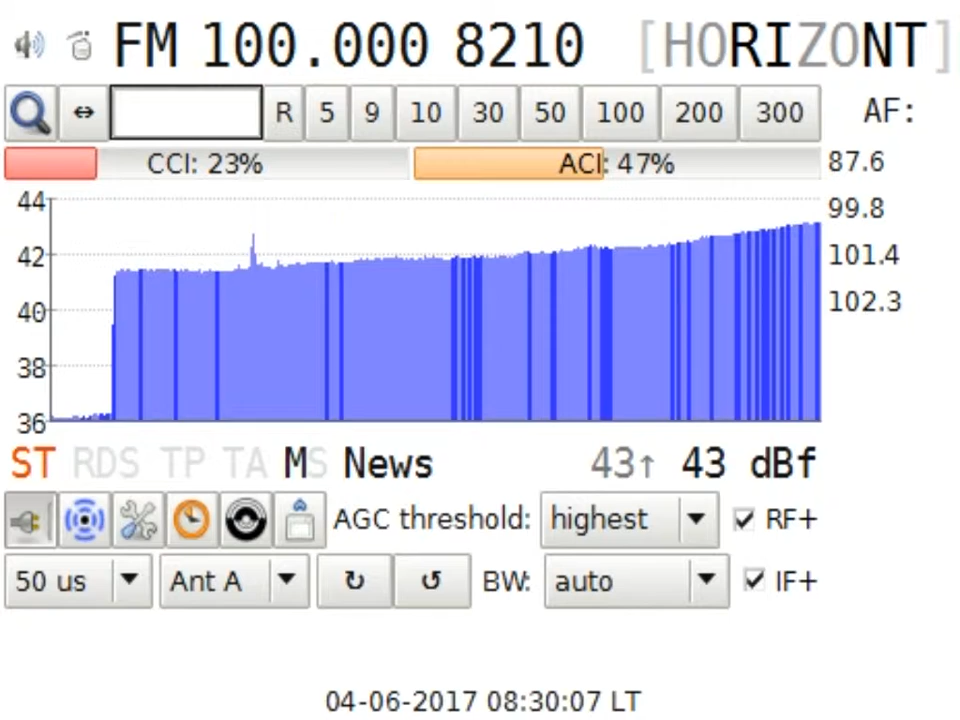 FM 100.000 8210 [HORIZONT]
↔ R 5 9 10 30 50 100 200 300 AF:
CCI: 23% ACI: 47% 87.6
44 99.8
42 101.4
40 102.3
38
36
ST RDS TP TA MS News 43↑ 43 dBf
AGC threshold: highest RF+
50 us Ant A ↻ ↺ BW: auto IF+
04-06-2017 08:30:07 LT